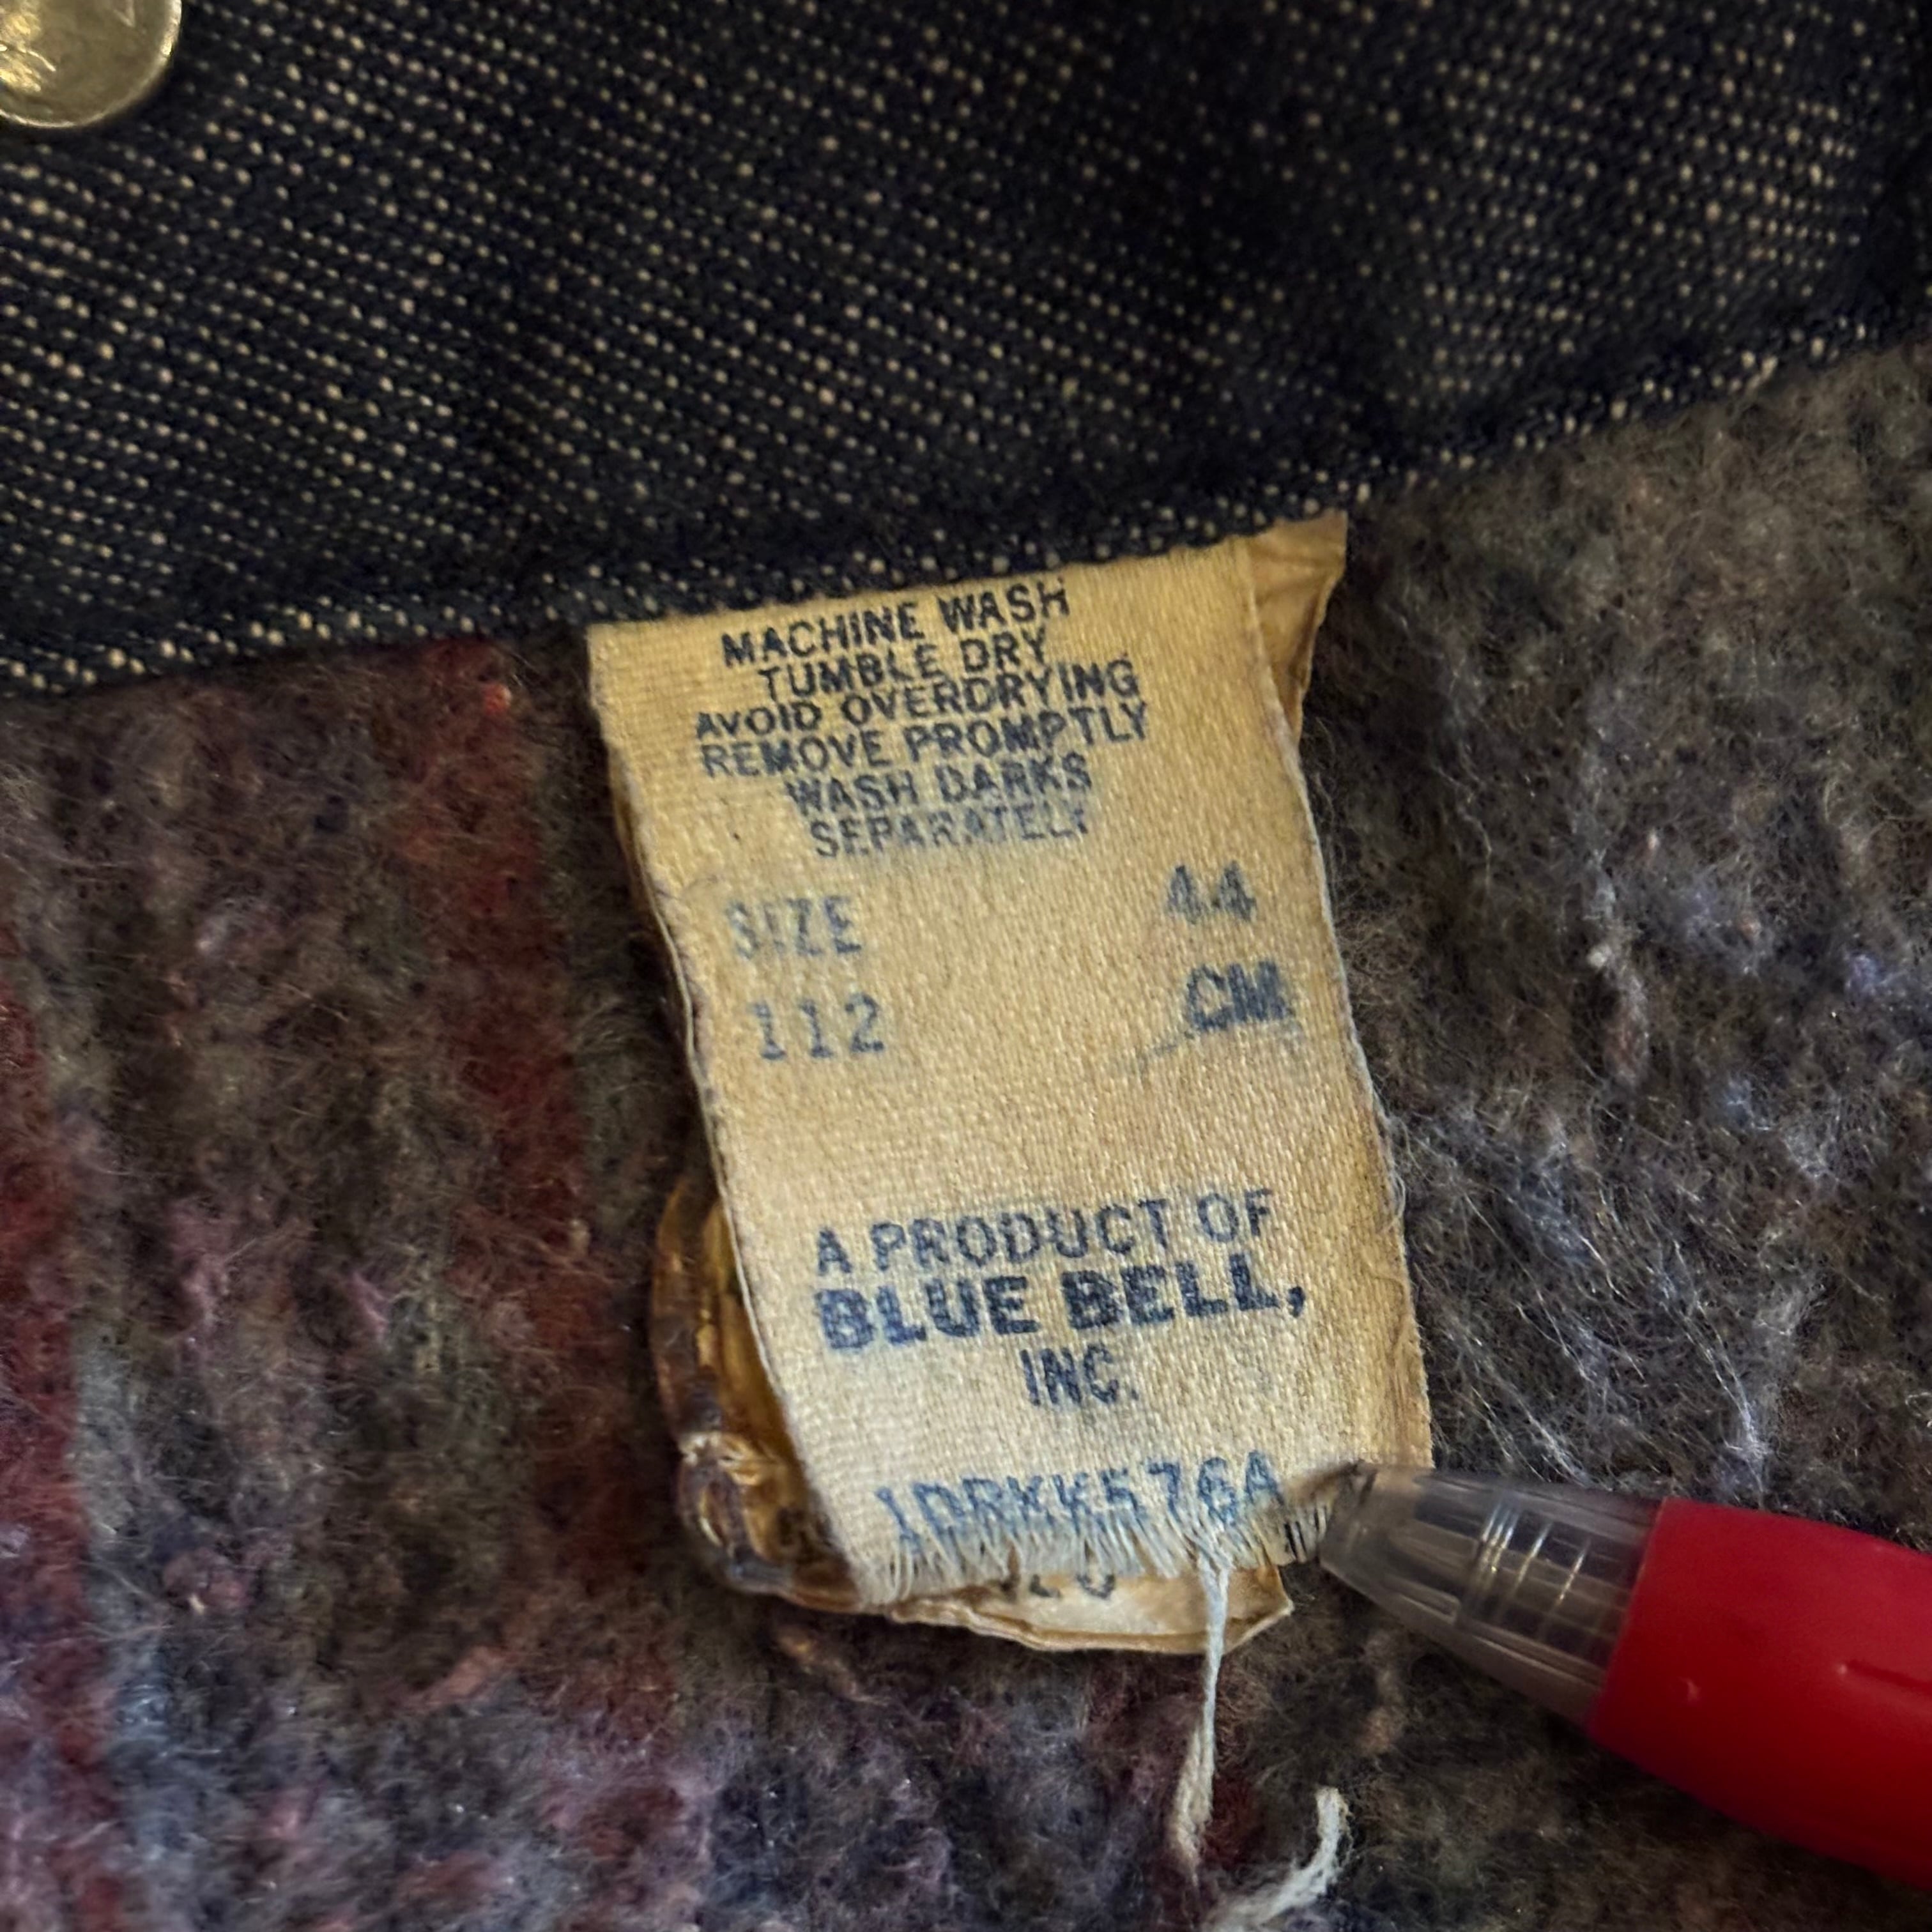 MACHINE WASH
TUMBLE DRY
AVOID OVERDRYING
REMOVE PROMPTLY
WASH DARKS
SEPARATELY
SIZE 44
112 CM
A PRODUCT OF
BLUE BELL,
INC.
1DRKK576A